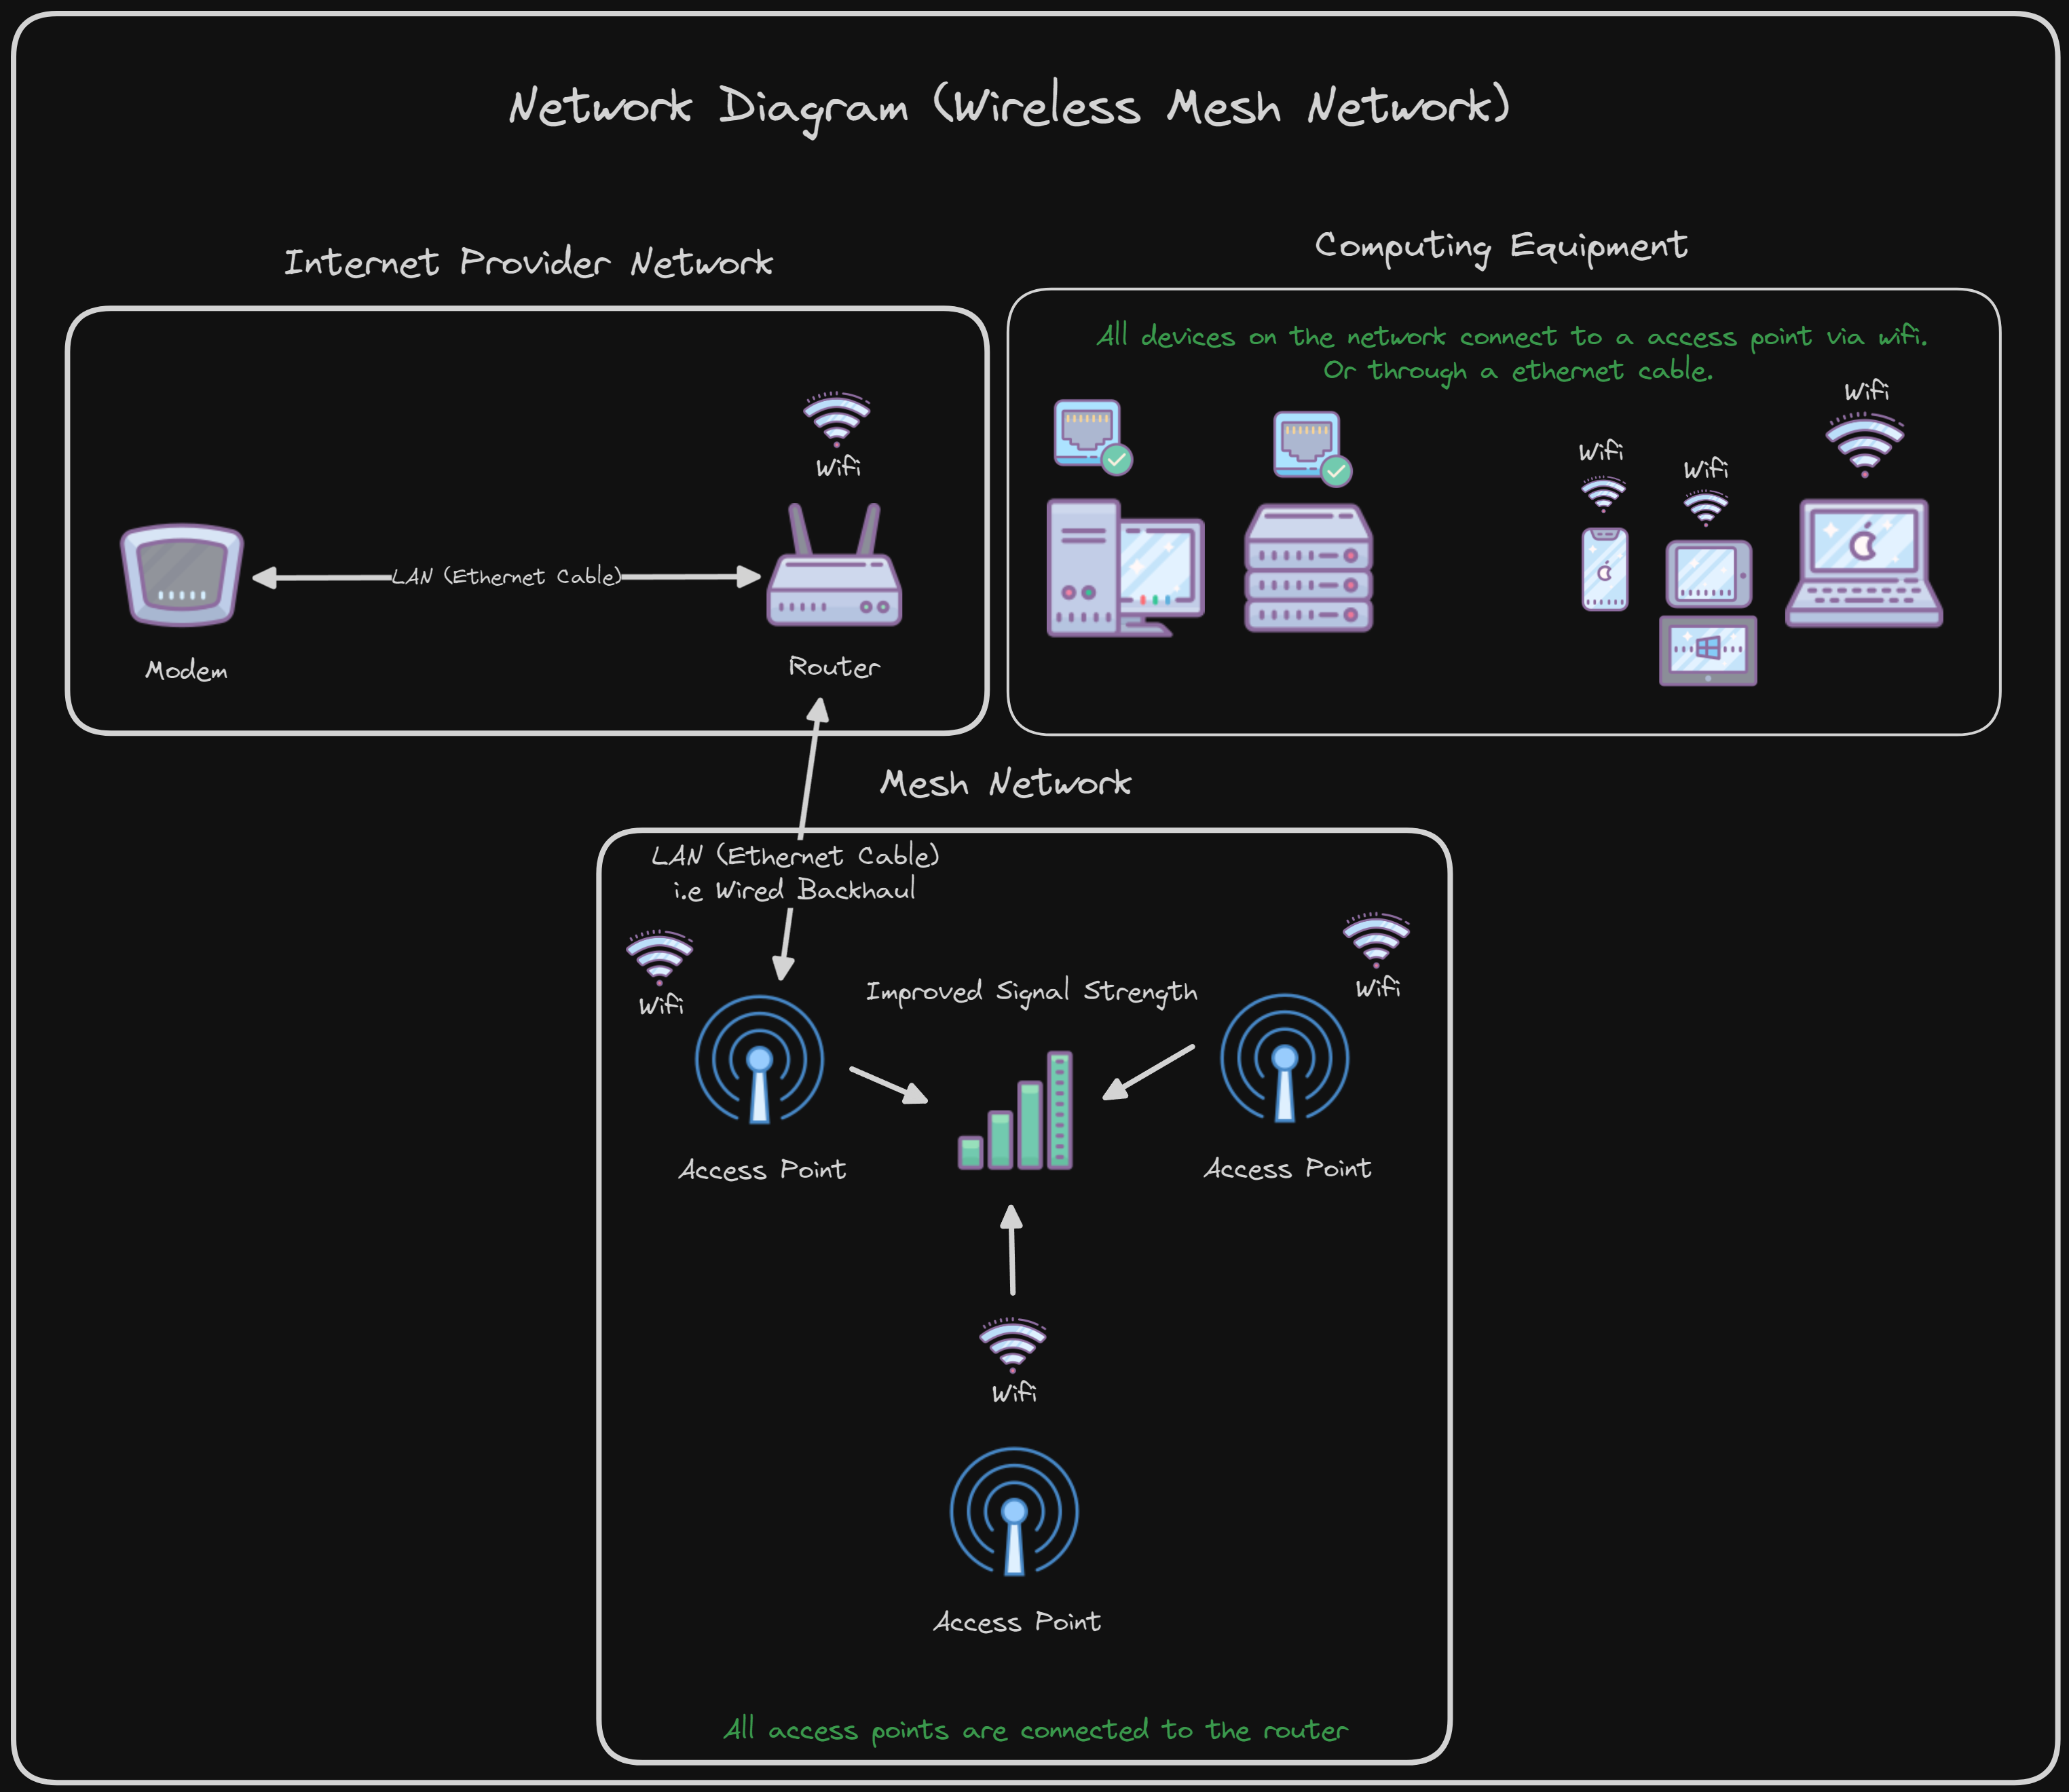 Network Diagram (Wireless Mesh Network)
Internet Provider Network
Wifi
LAN (Ethernet Cable)
Modem
Router
Computing Equipment
All devices on the network connect to a access point via wifi.
Or through a ethernet cable.
Wifi
Wifi
Wifi
Mesh Network
LAN (Ethernet Cable)
i.e Wired Backhaul
Wifi
Improved Signal Strength
Wifi
Access Point
Access Point
Wifi
Access Point
All access points are connected to the router